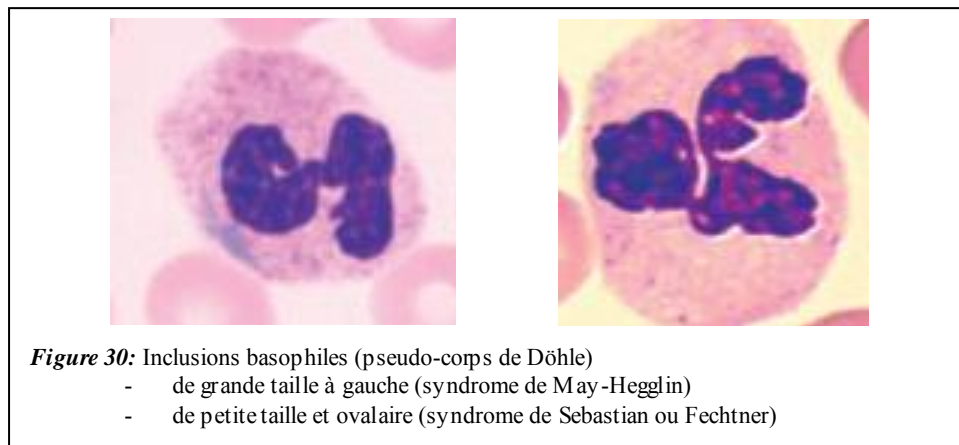 Figure 30: Inclusions basophiles (pseudo-corps de Döhle)
- de grande taille à gauche (syndrome de May-Hegglin)
- de petite taille et ovalaire (syndrome de Sebastian ou Fechtner)